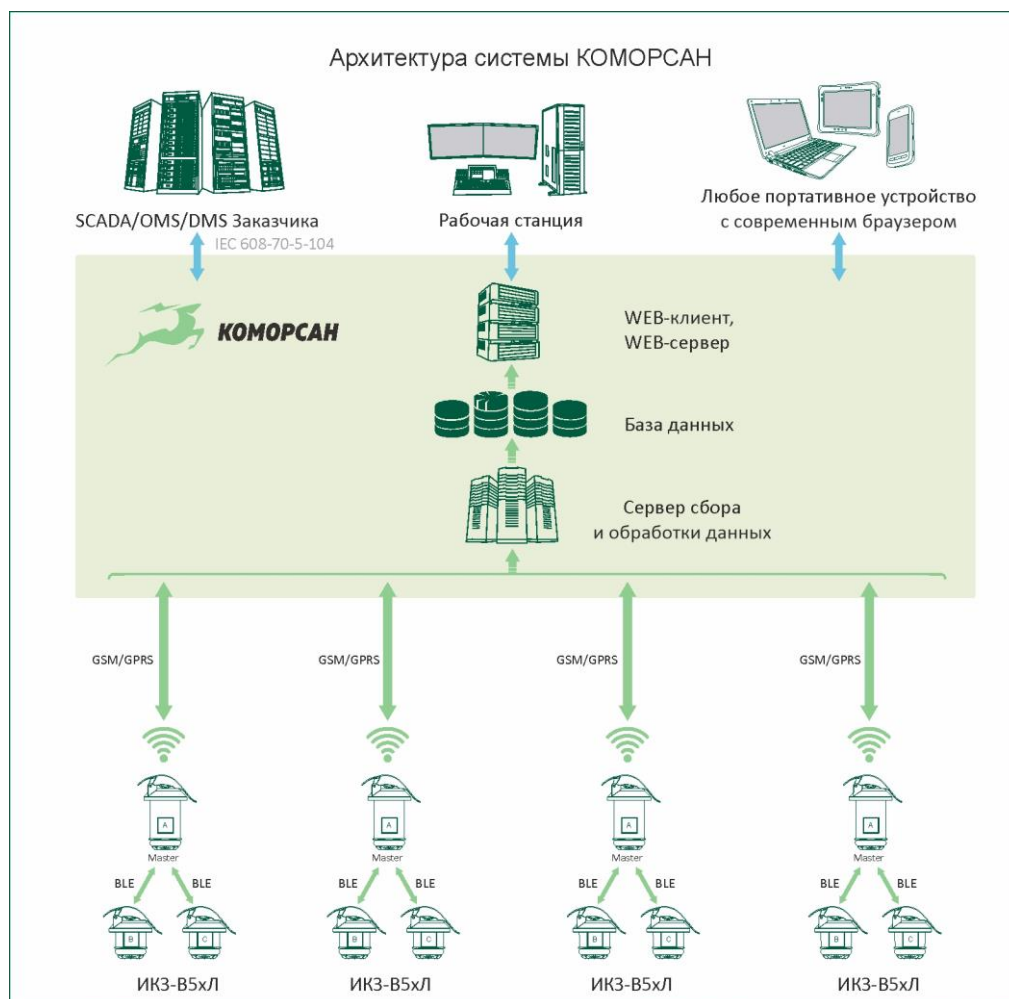 Архитектура системы КОМОРСАН
SCADA/OMS/DMS Заказчика
IEC 608-70-5-104
Рабочая станция
Любое портативное устройство
с современным браузером
КОМОРСАН
WEB-клиент,
WEB-сервер
База данных
Сервер сбора
и обработки данных
GSM/GPRS
GSM/GPRS
GSM/GPRS
GSM/GPRS
A
A
A
A
Master
Master
Master
Master
BLE
BLE
BLE
BLE
BLE
BLE
BLE
BLE
B
C
B
C
B
C
B
C
ИКЗ-В5хЛ
ИКЗ-В5хЛ
ИКЗ-В5хЛ
ИКЗ-В5хЛ